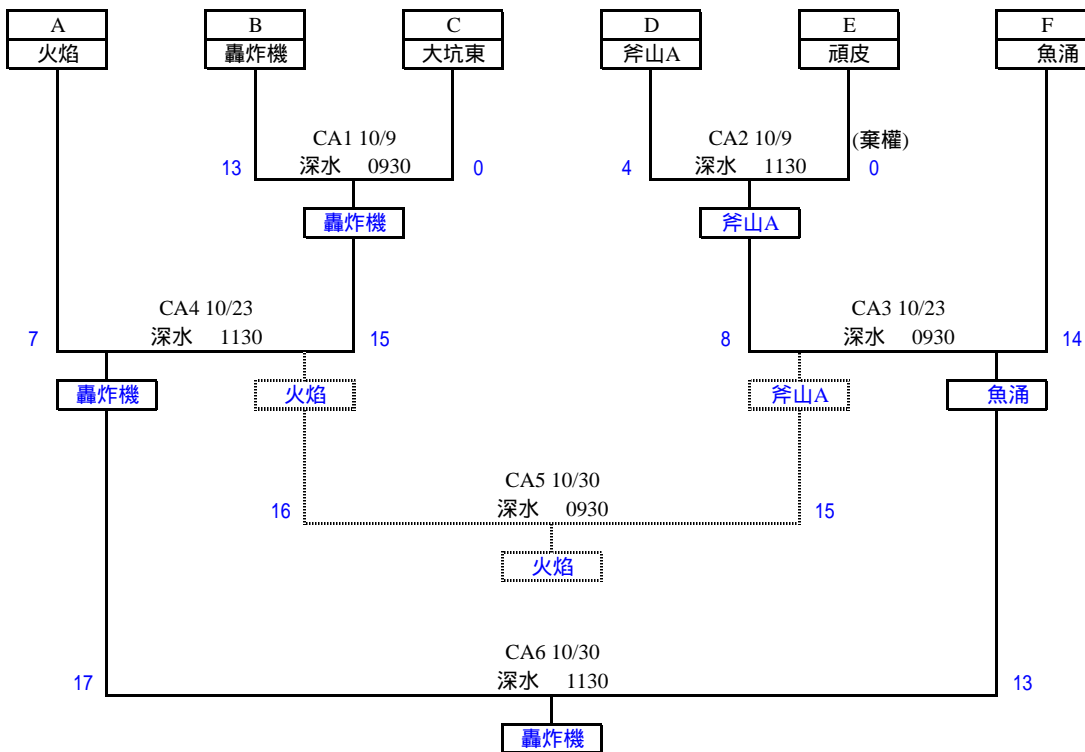 A B C D E F
火焰 轟炸機 大坑東 斧山A 頑皮 魚涌
CA1 10/9 CA2 10/9 (棄權)
13 深水 0930 0 4 深水 1130 0
轟炸機 斧山A
CA4 10/23 CA3 10/23
7 深水 1130 15 8 深水 0930 14
轟炸機 火焰 斧山A 魚涌
CA5 10/30
16 深水 0930 15
火焰
CA6 10/30
17 深水 1130 13
轟炸機